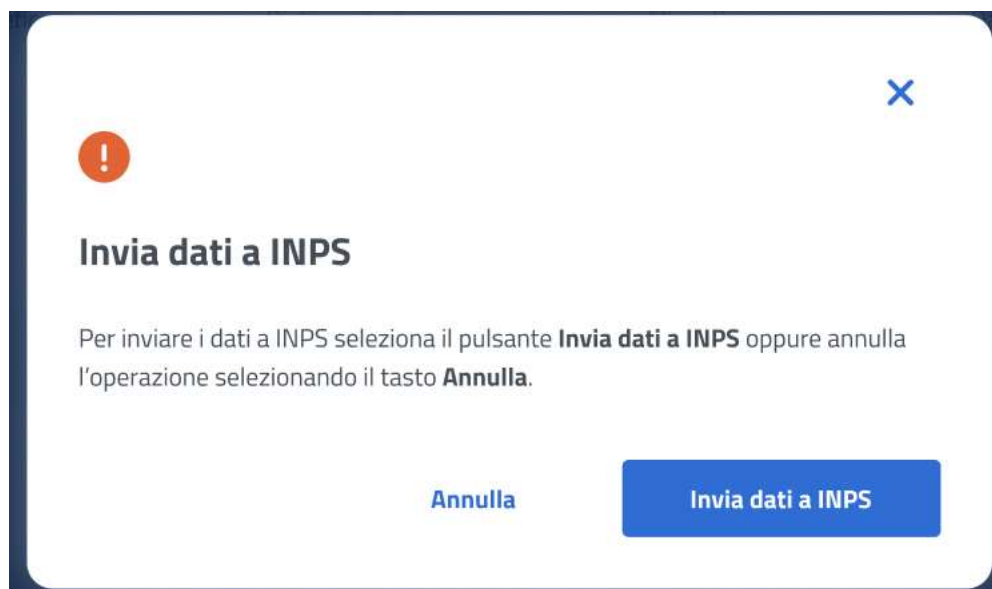 Invia dati a INPS
Per inviare i dati a INPS seleziona il pulsante Invia dati a INPS oppure annulla
l’operazione selezionando il tasto Annulla.
Annulla
Invia dati a INPS